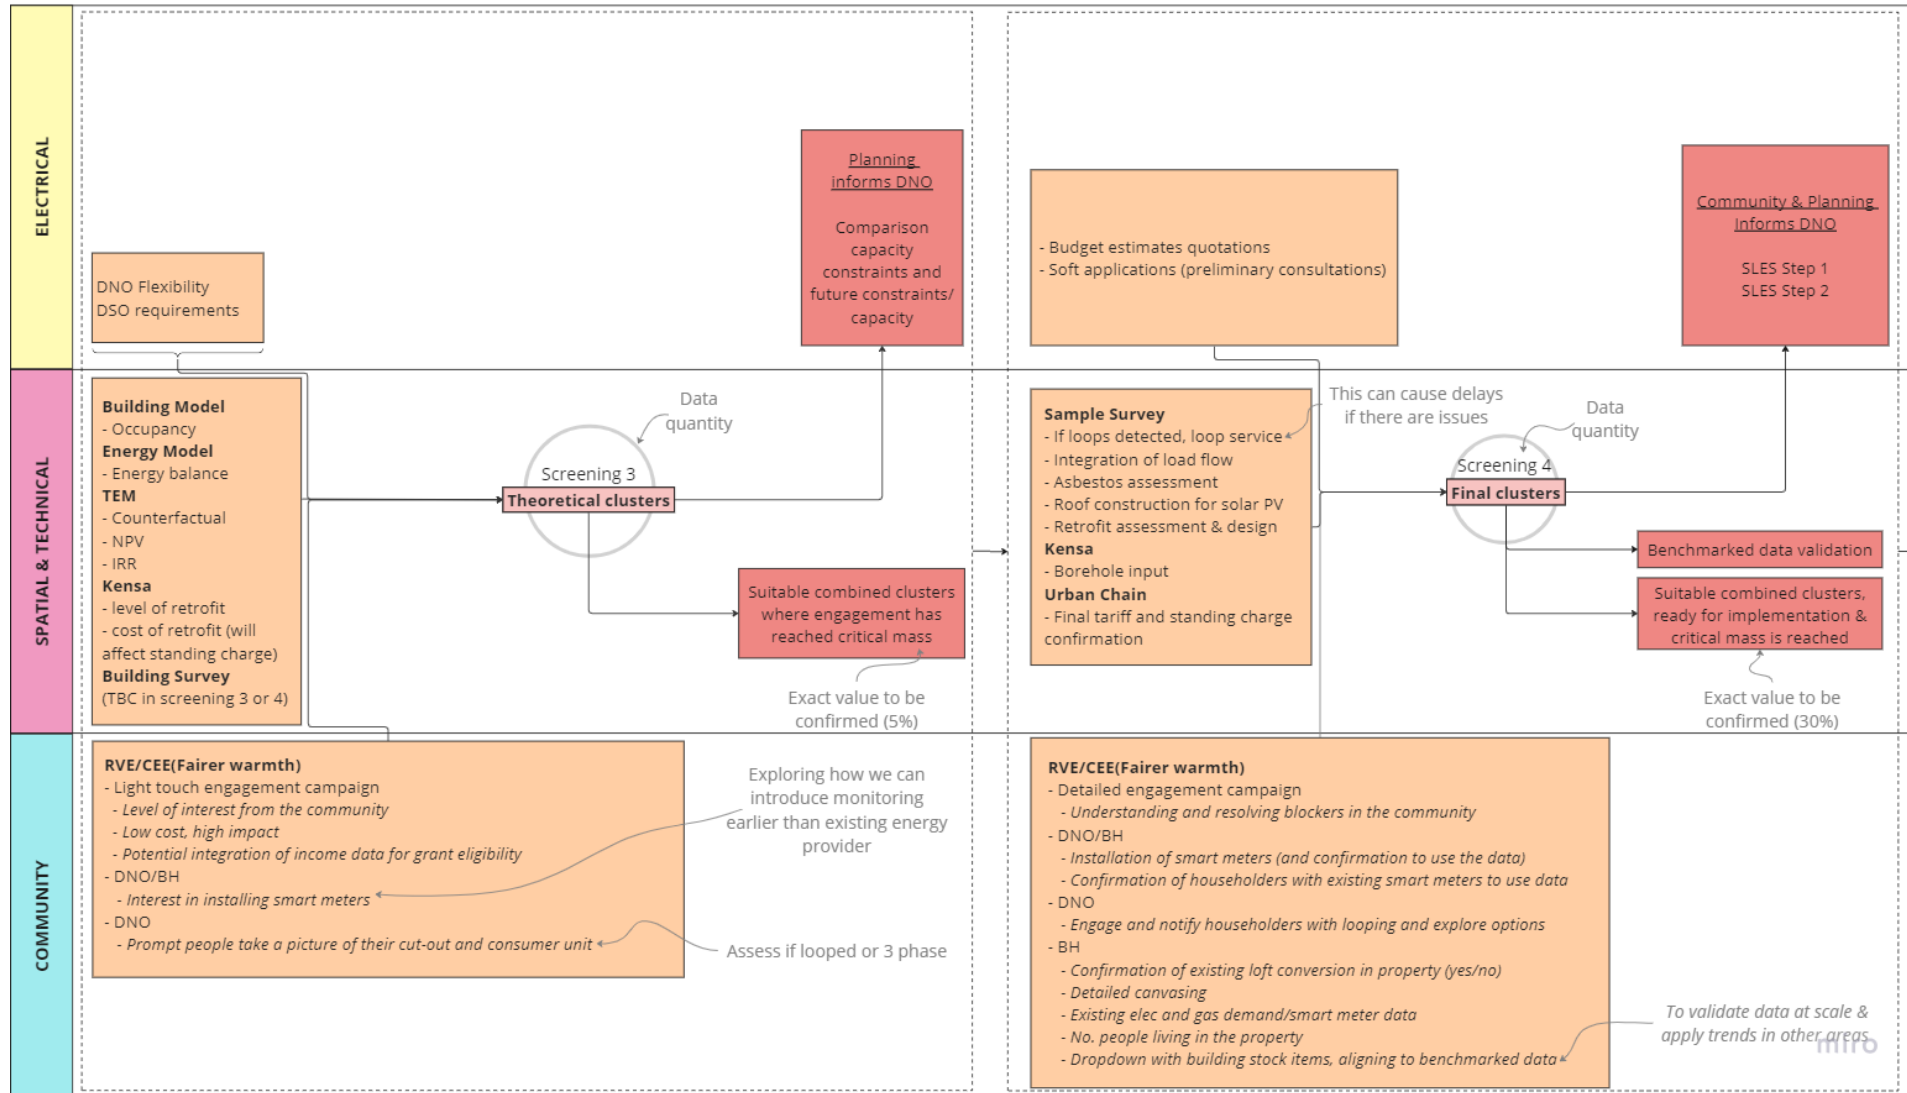 ELECTRICAL
DNO Flexibility
DSO requirements
Planning
informs DNO
Comparison
capacity
constraints and
future constraints/
capacity
- Budget estimates quotations
- Soft applications (preliminary consultations)
Community & Planning
Informs DNO
SLES Step 1
SLES Step 2
SPATIAL & TECHNICAL
Building Model
- Occupancy
Energy Model
- Energy balance
TEM
- Counterfactual
- NPV
- IRR
Kensa
- level of retrofit
- cost of retrofit (will
affect standing charge)
Building Survey
(TBC in screening 3 or 4)
Data
quantity
Screening 3
Theoretical clusters
Suitable combined clusters
where engagement has
reached critical mass
Exact value to be
confirmed (5%)
Sample Survey
- If loops detected, loop service
- Integration of load flow
- Asbestos assessment
- Roof construction for solar PV
- Retrofit assessment & design
Kensa
- Borehole input
Urban Chain
- Final tariff and standing charge
confirmation
This can cause delays
if there are issues
Data
quantity
Screening 4
Final clusters
Benchmarked data validation
Suitable combined clusters,
ready for implementation &
critical mass is reached
Exact value to be
confirmed (30%)
COMMUNITY
RVE/CEE(Fairer warmth)
- Light touch engagement campaign
- Level of interest from the community
- Low cost, high impact
- Potential integration of income data for grant eligibility
- DNO/BH
- Interest in installing smart meters
- DNO
- Prompt people take a picture of their cut-out and consumer unit
Exploring how we can
introduce monitoring
earlier than existing energy
provider
Assess if looped or 3 phase
RVE/CEE(Fairer warmth)
- Detailed engagement campaign
- Understanding and resolving blockers in the community
- DNO/BH
- Installation of smart meters (and confirmation to use the data)
- Confirmation of householders with existing smart meters to use data
- DNO
- Engage and notify householders with looping and explore options
- BH
- Confirmation of existing loft conversion in property (yes/no)
- Detailed canvasing
- Existing elec and gas demand/smart meter data
- No. people living in the property
- Dropdown with building stock items, aligning to benchmarked data
To validate data at scale &
apply trends in other areas
miro